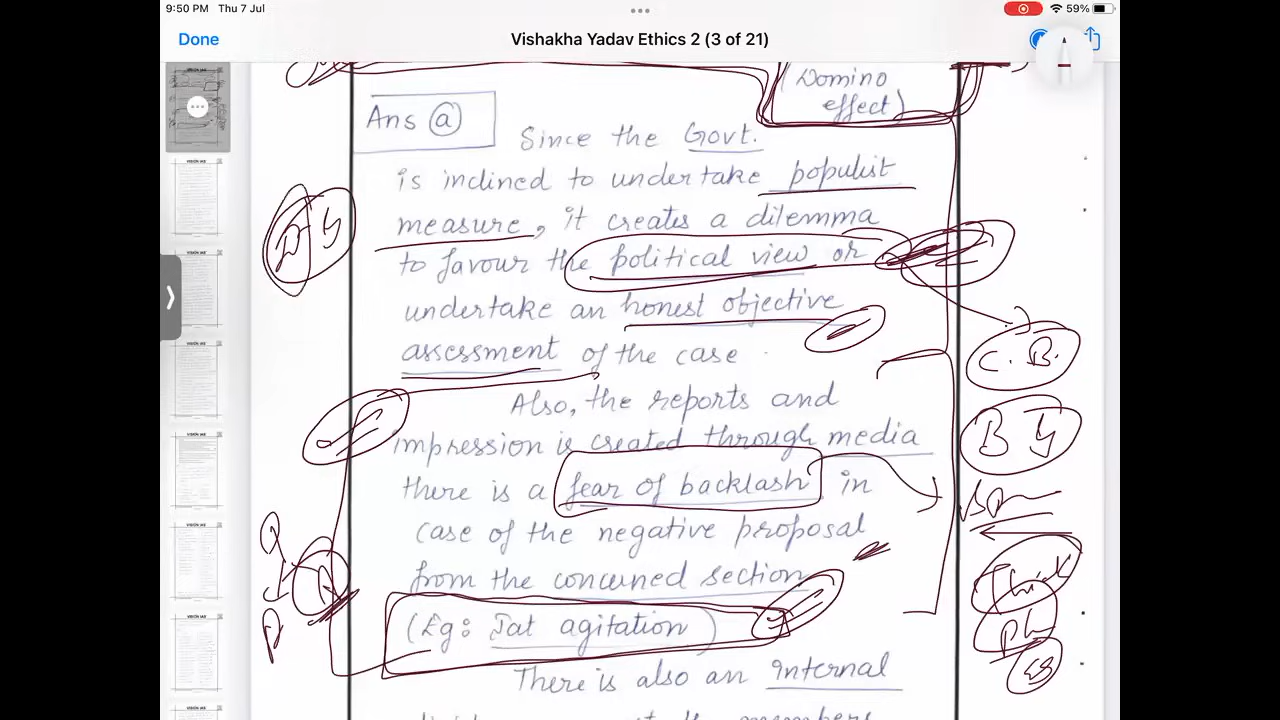 9:50 PM Thu 7 Jul
59%
Done
Vishakha Yadav Ethics 2 (3 of 21)
(Domino
effect)
Ans a
Since the Govt.
is inclined to undertake populist
measure, it creates a dilemma
to favour the political view or
undertake an honest objective
assessment of the case
C.B.
Also, the reports and
impression is created through media
B Y
there is a fear of backlash in
case of the negative proposal
from the concerned section
(Eg: Jat agitation)
There is also an internal